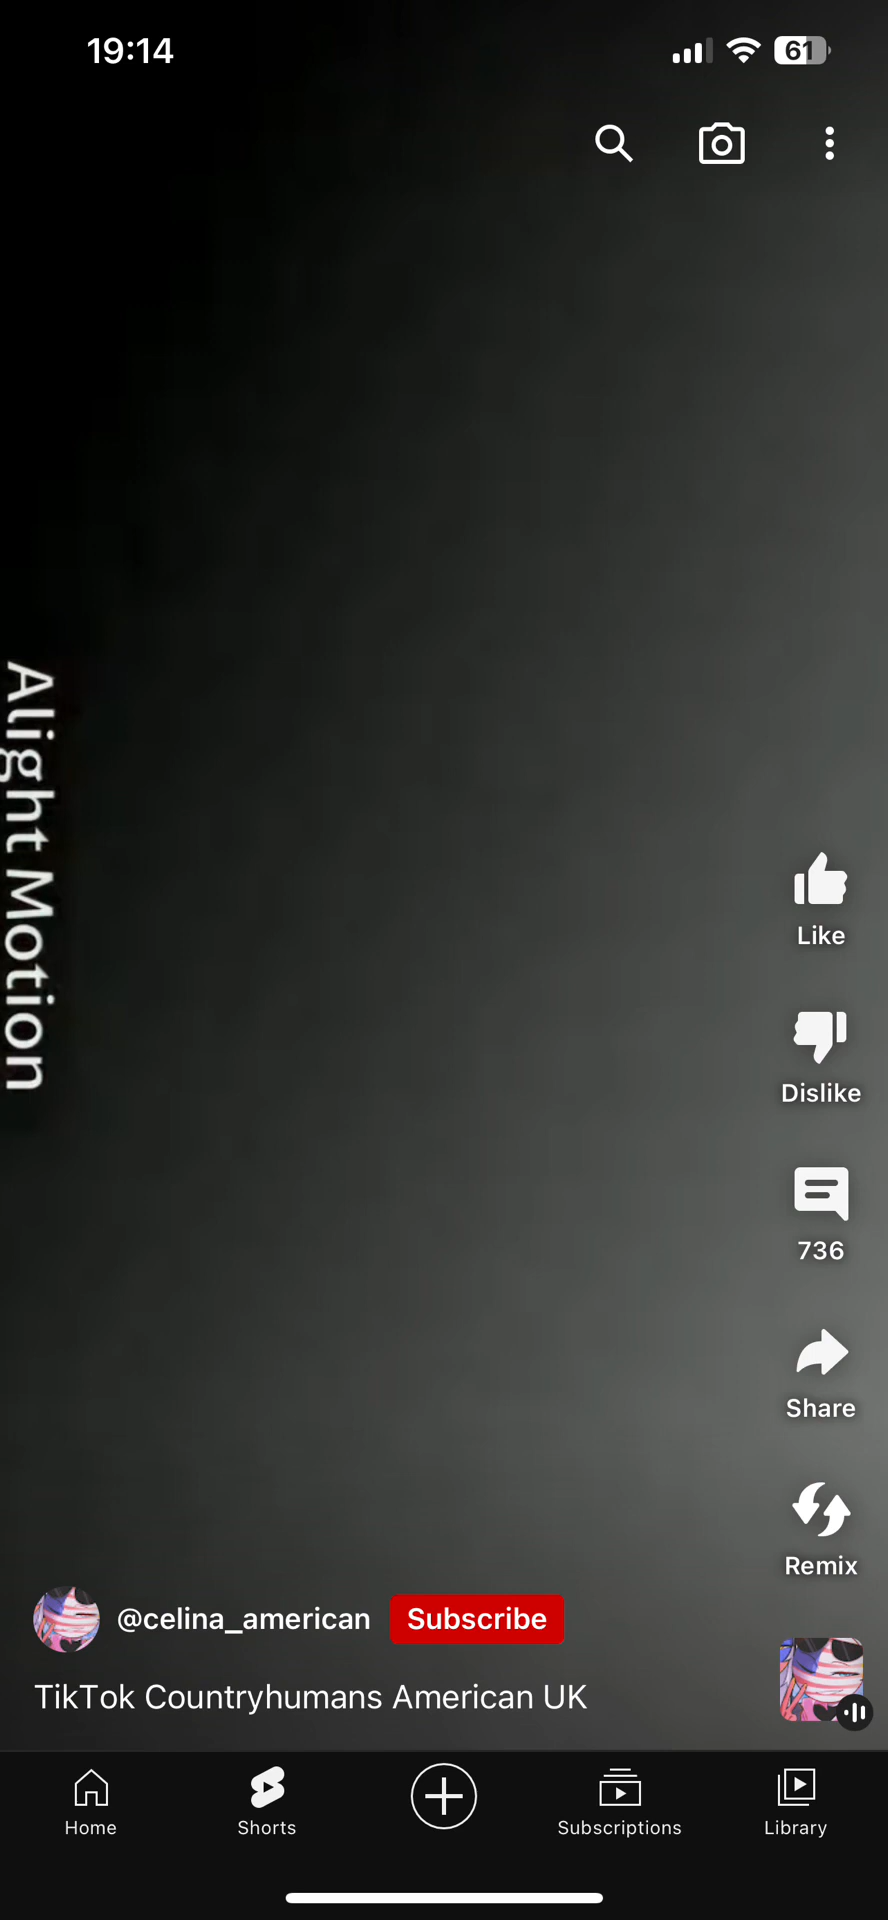 19:14
61
Alight Motion
Like
Dislike
736
Share
Remix
@celina_american
Subscribe
TikTok Countryhumans American UK
Home
Shorts
Subscriptions
Library